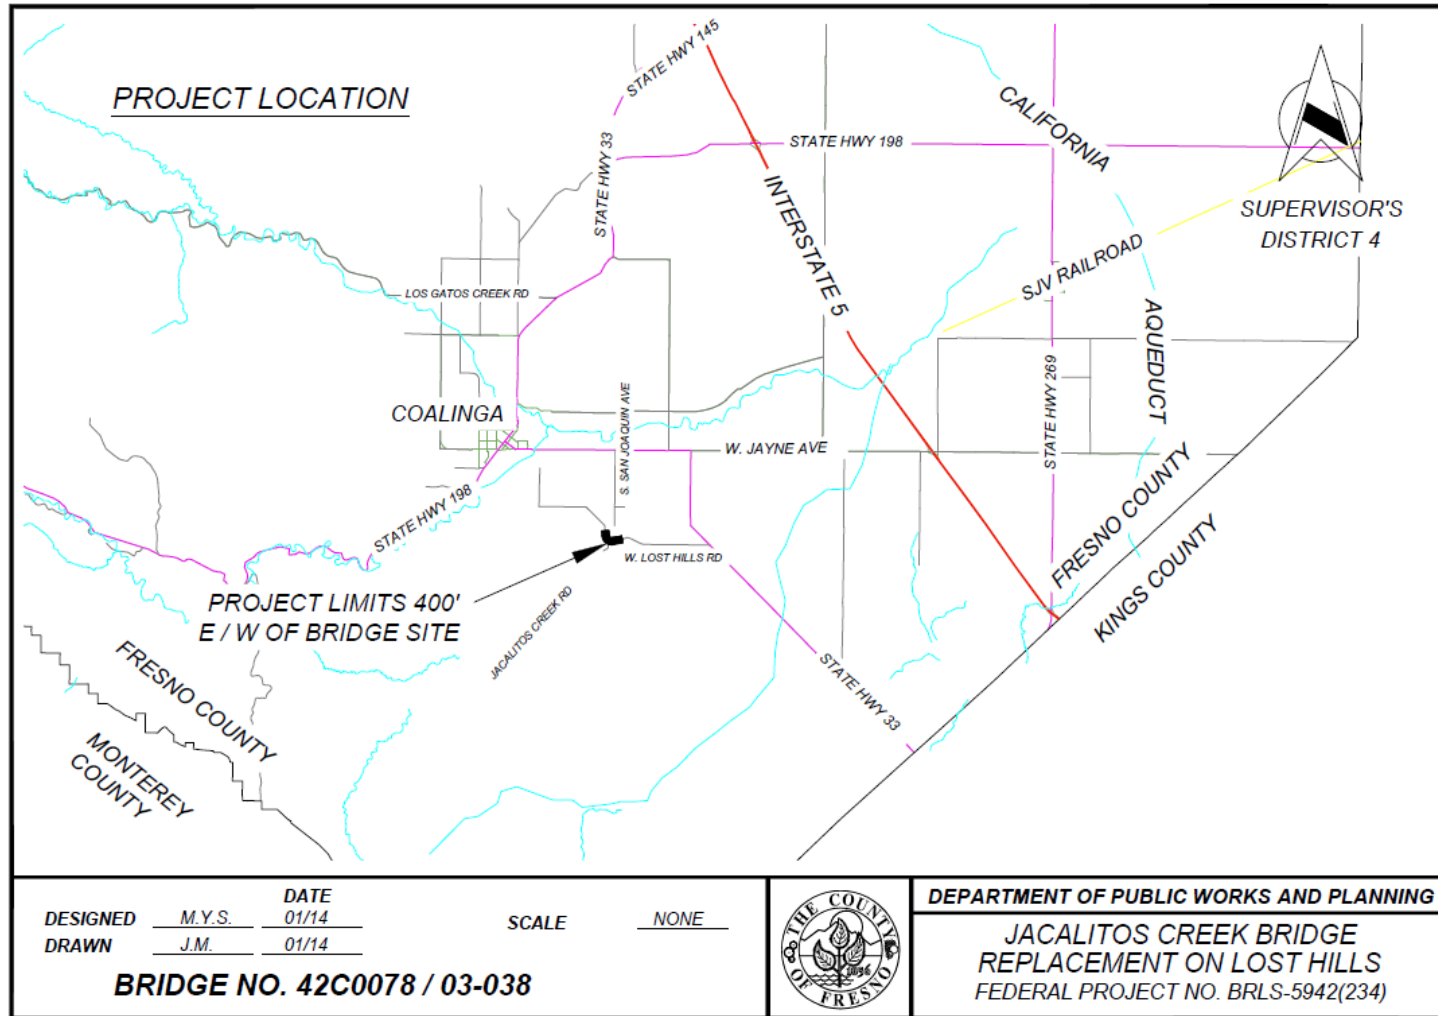 PROJECT LOCATION
STATE HWY 145
STATE HWY 33
STATE HWY 198
CALIFORNIA
AQUEDUCT
INTERSTATE 5
SUPERVISOR'S
DISTRICT 4
SJV RAILROAD
LOS GATOS CREEK RD
COALINGA
S. SAN JOAQUIN AVE
W. JAYNE AVE
STATE HWY 269
STATE HWY 198
W. LOST HILLS RD
FRESNO COUNTY
KINGS COUNTY
PROJECT LIMITS 400'
E / W OF BRIDGE SITE
JACALITOS CREEK RD
STATE HWY 33
FRESNO COUNTY
MONTEREY
COUNTY
DATE
DESIGNED M.Y.S. 01/14
DRAWN J.M. 01/14
SCALE NONE
BRIDGE NO. 42C0078 / 03-038
THE COUNTY
OF FRESNO
1856
DEPARTMENT OF PUBLIC WORKS AND PLANNING
JACALITOS CREEK BRIDGE
REPLACEMENT ON LOST HILLS
FEDERAL PROJECT NO. BRLS-5942(234)